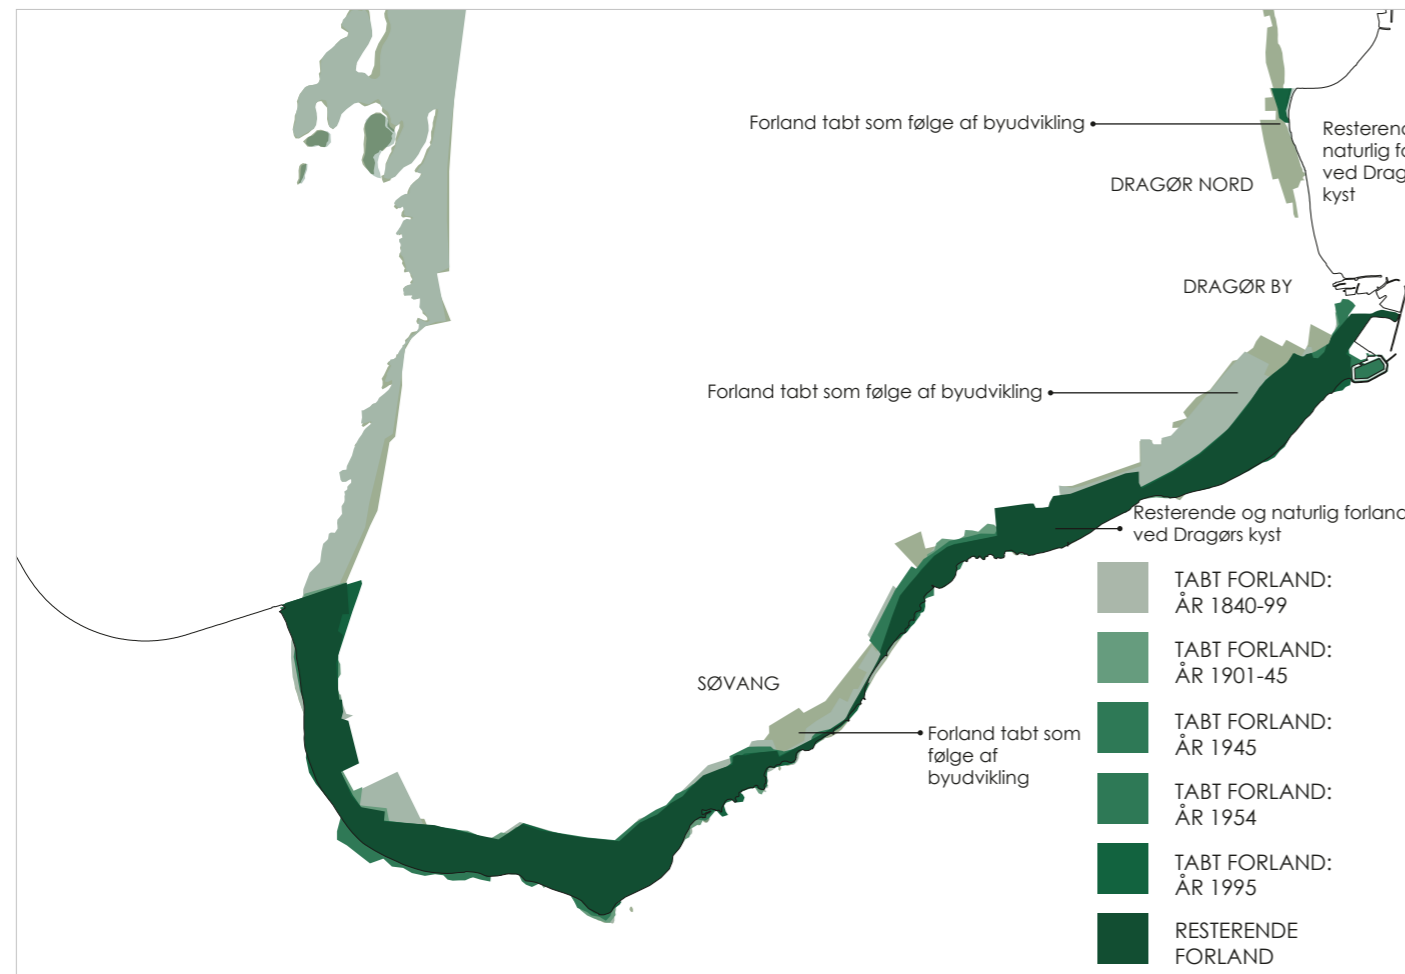 Forland tabt som følge af byudvikling
naturlig
ved
kyst
DRAGØR NORD
DRAGØR BY
Forland tabt som følge af byudvikling
Resterende og naturlig forland
ved Dragørs kyst
SØVANG
Forland tabt som
følge af
byudvikling
TABT FORLAND:
ÅR 1840-99
TABT FORLAND:
ÅR 1901-45
TABT FORLAND:
ÅR 1945
TABT FORLAND:
ÅR 1954
TABT FORLAND:
ÅR 1995
RESTERENDE
FORLAND